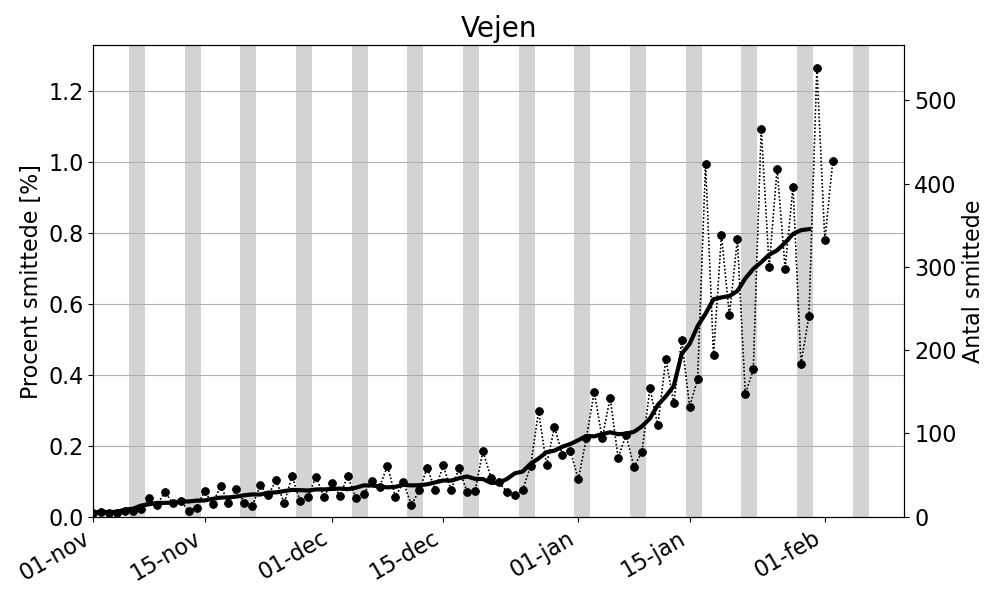 Vejen
Procent smittede [%]
1.2
1.0
0.8
0.6
0.4
0.2
0.0
500
400
300
200
100
0
Antal smittede
01-nov
15-nov
01-dec
15-dec
01-jan
15-jan
01-feb